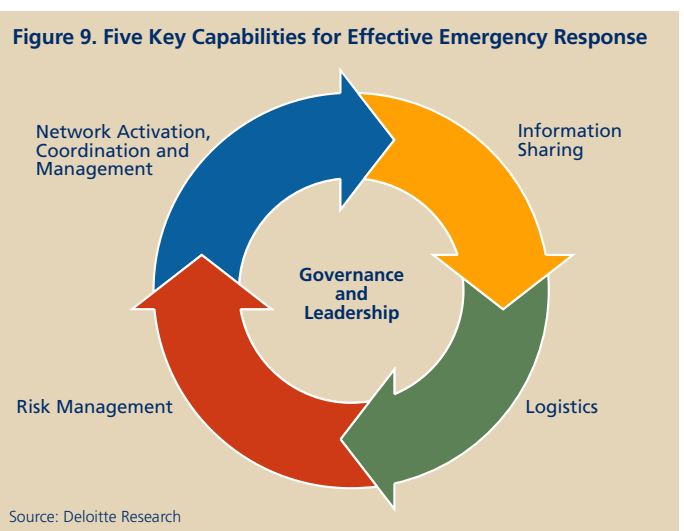 Figure 9. Five Key Capabilities for Effective Emergency Response
Network Activation,
Coordination and
Management
Information
Sharing
Governance
and
Leadership
Risk Management
Logistics
Source: Deloitte Research